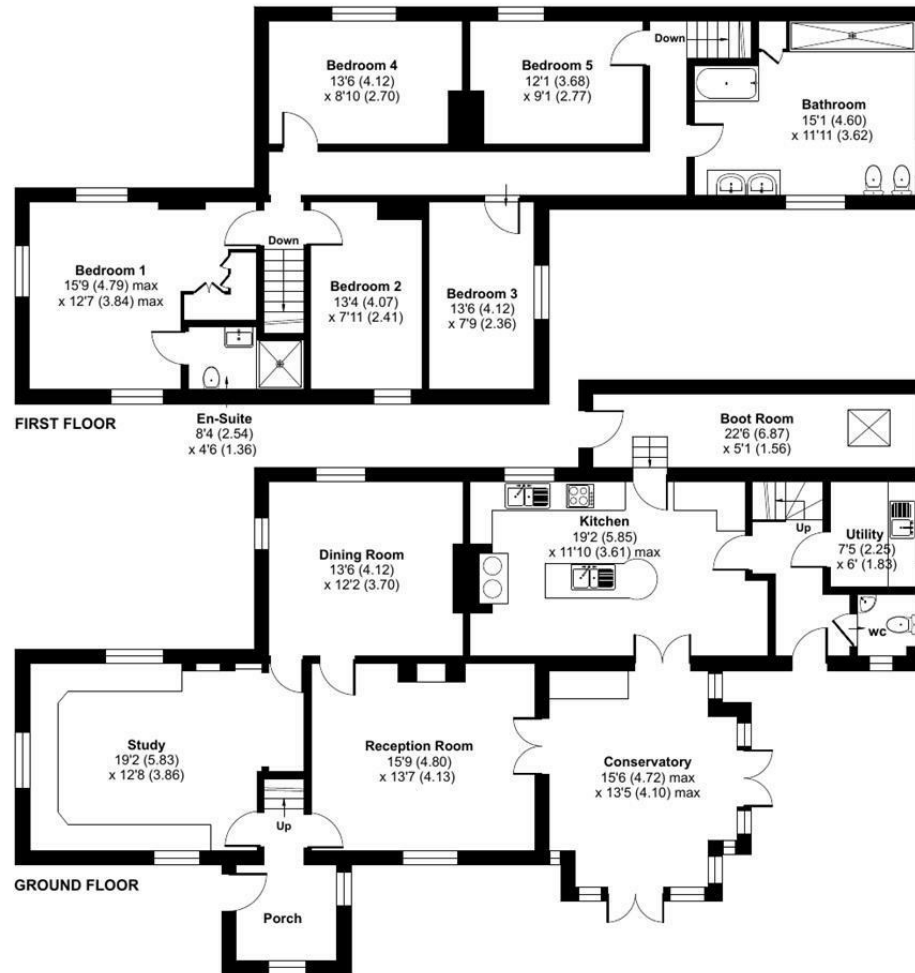 Bedroom 4
13'6 (4.12)
x 8'10 (2.70)
Bedroom 5
12'1 (3.68)
x 9'1 (2.77)
Down
Bathroom
15'1 (4.60)
x 11'11 (3.62)
Bedroom 1
15'9 (4.79) max
x 12'7 (3.84) max
Down
Bedroom 2
13'4 (4.07)
x 7'11 (2.41)
Bedroom 3
13'6 (4.12)
x 7'9 (2.36)
FIRST FLOOR
En-Suite
8'4 (2.54)
x 4'6 (1.36)
Boot Room
22'6 (6.87)
x 5'1 (1.56)
Dining Room
13'6 (4.12)
x 12'2 (3.70)
Kitchen
19'2 (5.85)
x 11'10 (3.61) max
Up
Utility
7'5 (2.25)
x 6' (1.83)
wc
Study
19'2 (5.83)
x 12'8 (3.86)
Reception Room
15'9 (4.80)
x 13'7 (4.13)
Conservatory
15'6 (4.72) max
x 13'5 (4.10) max
Up
GROUND FLOOR
Porch